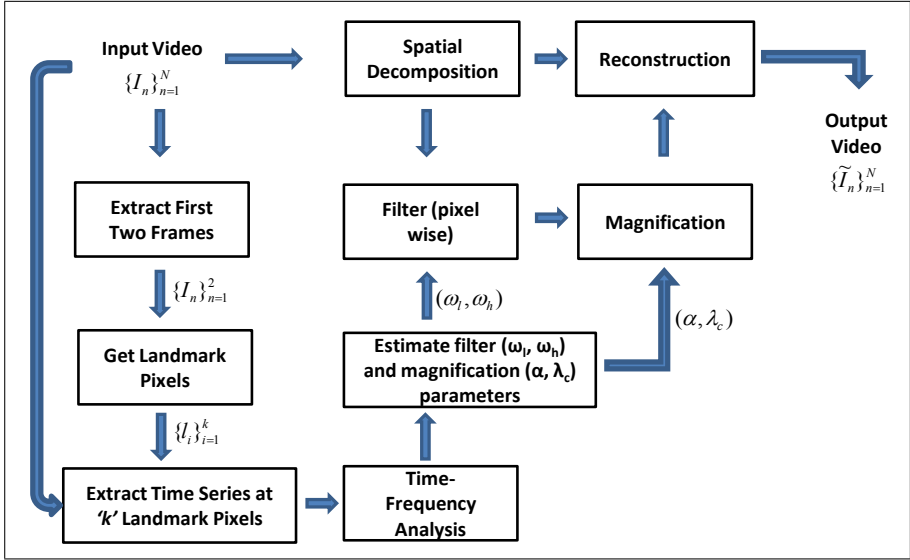 Input Video
{I_n}_{n=1}^N
Spatial
Decomposition
Reconstruction
Output
Video
{Ĩ_n}_{n=1}^N
Extract First
Two Frames
Filter (pixel
wise)
Magnification
{I_n}_{n=1}^2
(ω_l, ω_h)
(α, λ_c)
Get Landmark
Pixels
Estimate filter (ω_l, ω_h)
and magnification (α, λ_c)
parameters
{l_i}_{i=1}^k
Extract Time Series at
‘k’ Landmark Pixels
Time-
Frequency
Analysis